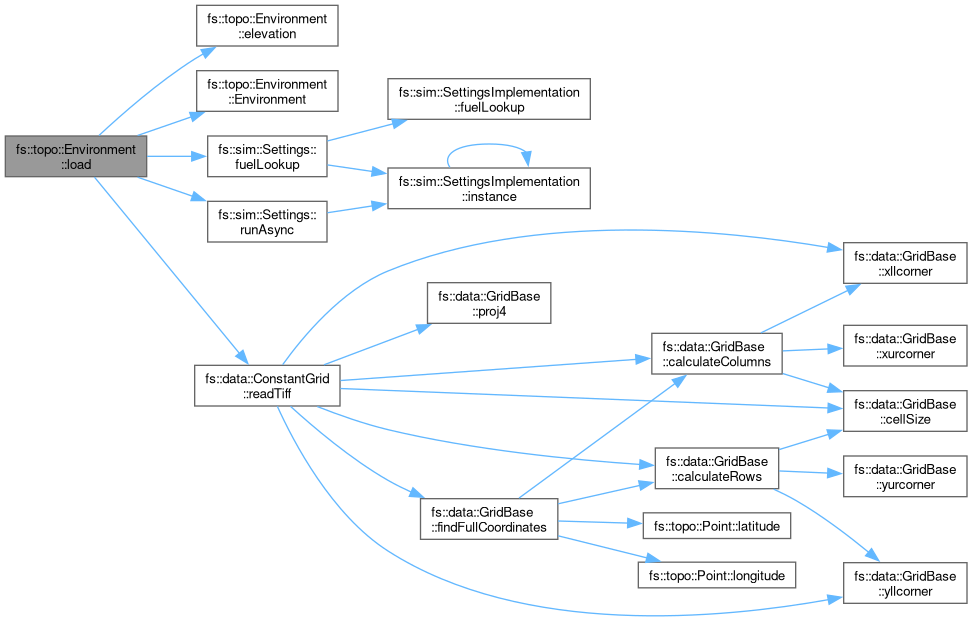 fs::topo::Environment
::elevation
fs::topo::Environment
::Environment
fs::sim::SettingsImplementation
::fuelLookup
fs::topo::Environment
::load
fs::sim::Settings::
fuelLookup
fs::sim::SettingsImplementation
::instance
fs::sim::Settings::
runAsync
fs::data::GridBase
::xllcorner
fs::data::GridBase
::proj4
fs::data::GridBase
::calculateColumns
fs::data::GridBase
::xurcorner
fs::data::ConstantGrid
::readTiff
fs::data::GridBase
::cellSize
fs::data::GridBase
::calculateRows
fs::data::GridBase
::yurcorner
fs::data::GridBase
::findFullCoordinates
fs::topo::Point::latitude
fs::topo::Point::longitude
fs::data::GridBase
::yllcorner